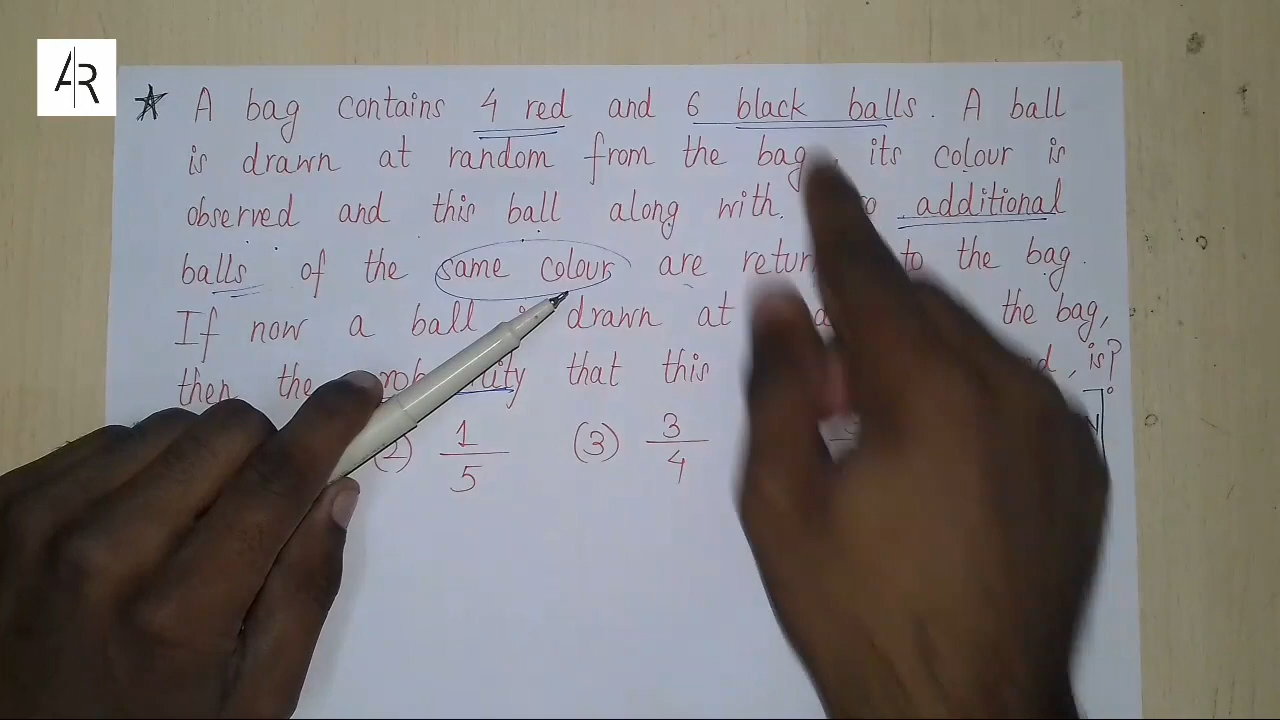 AR
A bag contains 4 red and 6 black balls. A ball
is drawn at random from the bag, its colour is
observed and this ball along with additional
balls of the same colour are to the bag.
If now a ball drawn at the bag,
then the that this is?
(2) 1/5 (3) 3/4